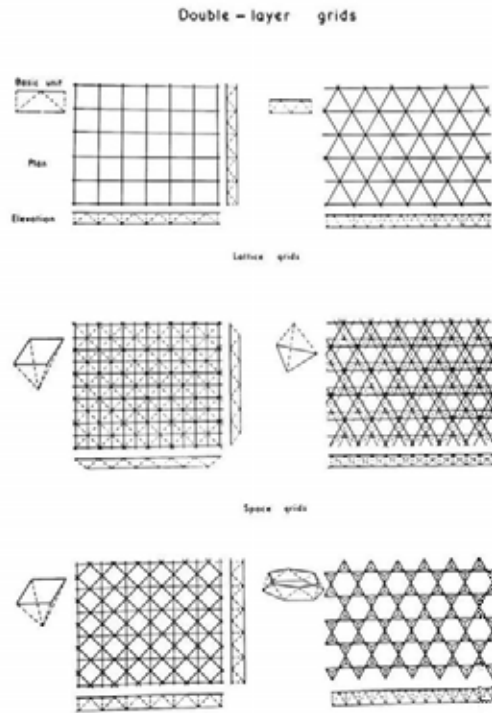 Double – layer grids
Basic unit
Plan
Elevation
Lattice grids
Space grids